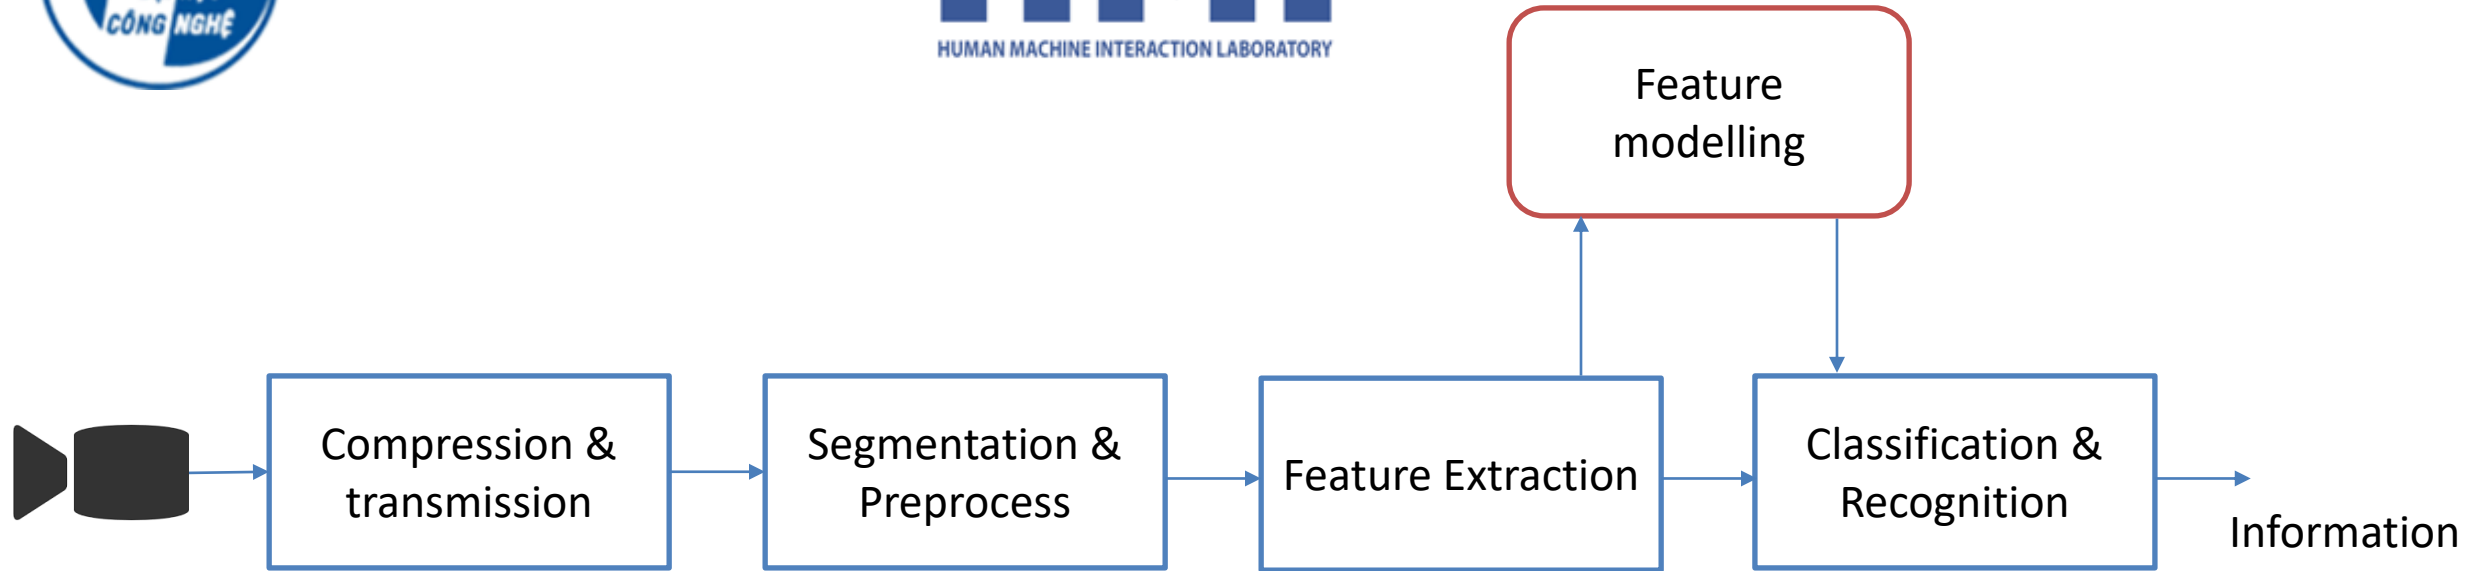 CÔNG NGHỆ
HUMAN MACHINE INTERACTION LABORATORY
Feature
modelling
Compression &
transmission
Segmentation &
Preprocess
Feature Extraction
Classification &
Recognition
Information